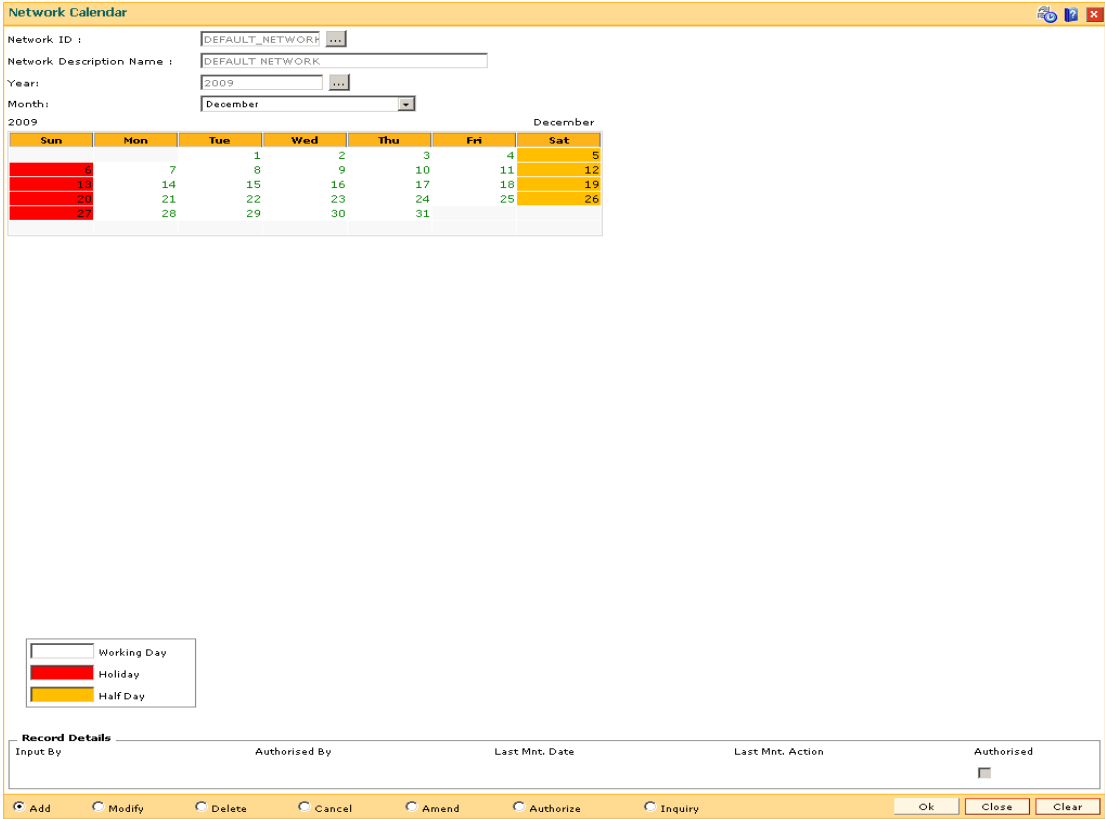 Network Calendar
Network ID : DEFAULT_NETWORK ...
Network Description Name : DEFAULT NETWORK
Year: 2009 ...
Month: December
2009 December
Sun Mon Tue Wed Thu Fri Sat
1 2 3 4 5
6 7 8 9 10 11 12
13 14 15 16 17 18 19
20 21 22 23 24 25 26
27 28 29 30 31
Working Day
Holiday
Half Day
Record Details
Input By Authorised By Last Mnt. Date Last Mnt. Action Authorised
Add Modify Delete Cancel Amend Authorize Inquiry Ok Close Clear